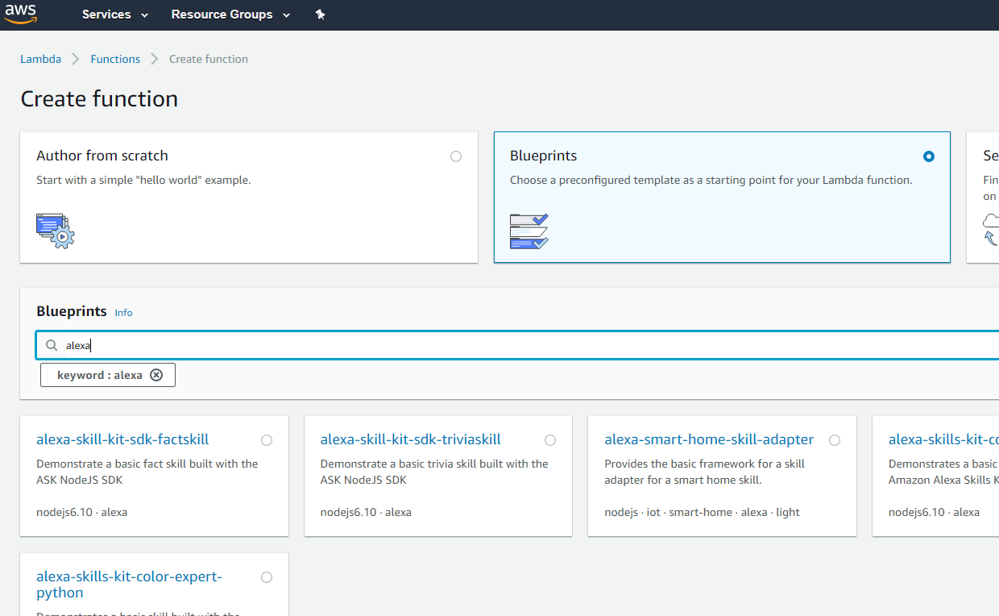 aws Services Resource Groups
Lambda Functions Create function
Create function
Author from scratch
Start with a simple "hello world" example.
Blueprints
Choose a preconfigured template as a starting point for your Lambda function.
Se
Fin
on
Blueprints Info
alexa
keyword : alexa
alexa-skill-kit-sdk-factskill
Demonstrate a basic fact skill built with the
ASK NodeJS SDK
nodejs6.10 · alexa
alexa-skill-kit-sdk-triviaskill
Demonstrate a basic trivia skill built with the
ASK NodeJS SDK
nodejs6.10 · alexa
alexa-smart-home-skill-adapter
Provides the basic framework for a skill
adapter for a smart home skill.
nodejs · iot · smart-home · alexa · light
alexa-skills-kit-co
Demonstrates a basic
Amazon Alexa Skills K
nodejs6.10 · alexa
alexa-skills-kit-color-expert-
python
Demonstrates a basic skill built with the